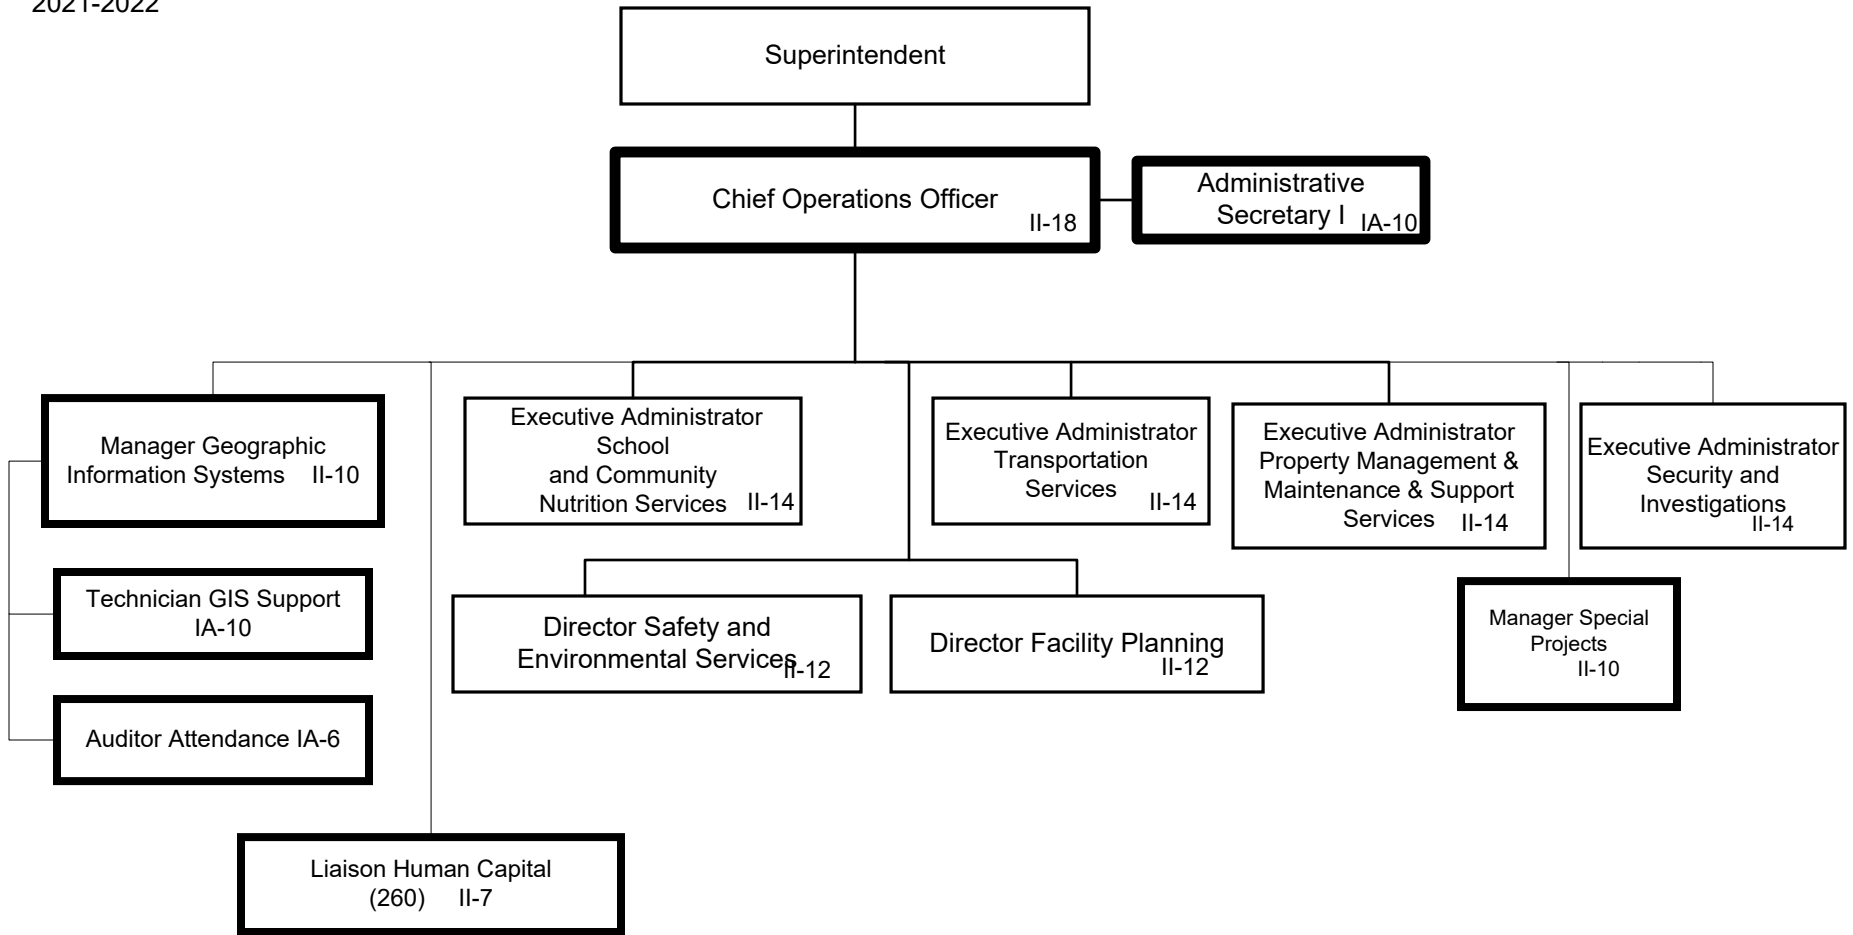 2021-2022
Superintendent
Chief Operations Officer
II-18
Administrative
Secretary I IA-10
Manager Geographic
Information Systems II-10
Executive Administrator
School
and Community
Nutrition Services II-14
Executive Administrator
Transportation
Services
II-14
Executive Administrator
Property Management &
Maintenance & Support
Services II-14
Executive Administrator
Security and
Investigations
II-14
Technician GIS Support
IA-10
Director Safety and
Environmental Services
II-12
Director Facility Planning
II-12
Manager Special
Projects
II-10
Auditor Attendance IA-6
Liaison Human Capital
(260) II-7